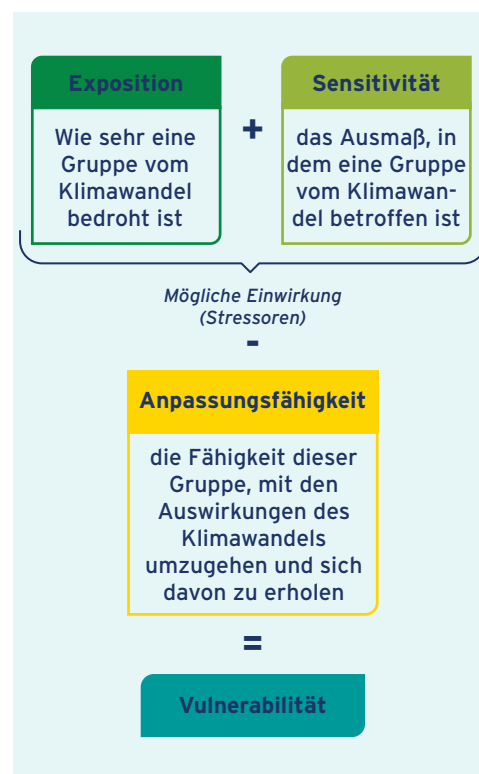 Exposition
Wie sehr eine
Gruppe vom
Klimawandel
bedroht ist
+
Sensitivität
das Ausmaß, in
dem eine Gruppe
vom Klimawan-
del betroffen ist
Mögliche Einwirkung
(Stressoren)
-
Anpassungsfähigkeit
die Fähigkeit dieser
Gruppe, mit den
Auswirkungen des
Klimawandels
umzugehen und sich
davon zu erholen
=
Vulnerabilität